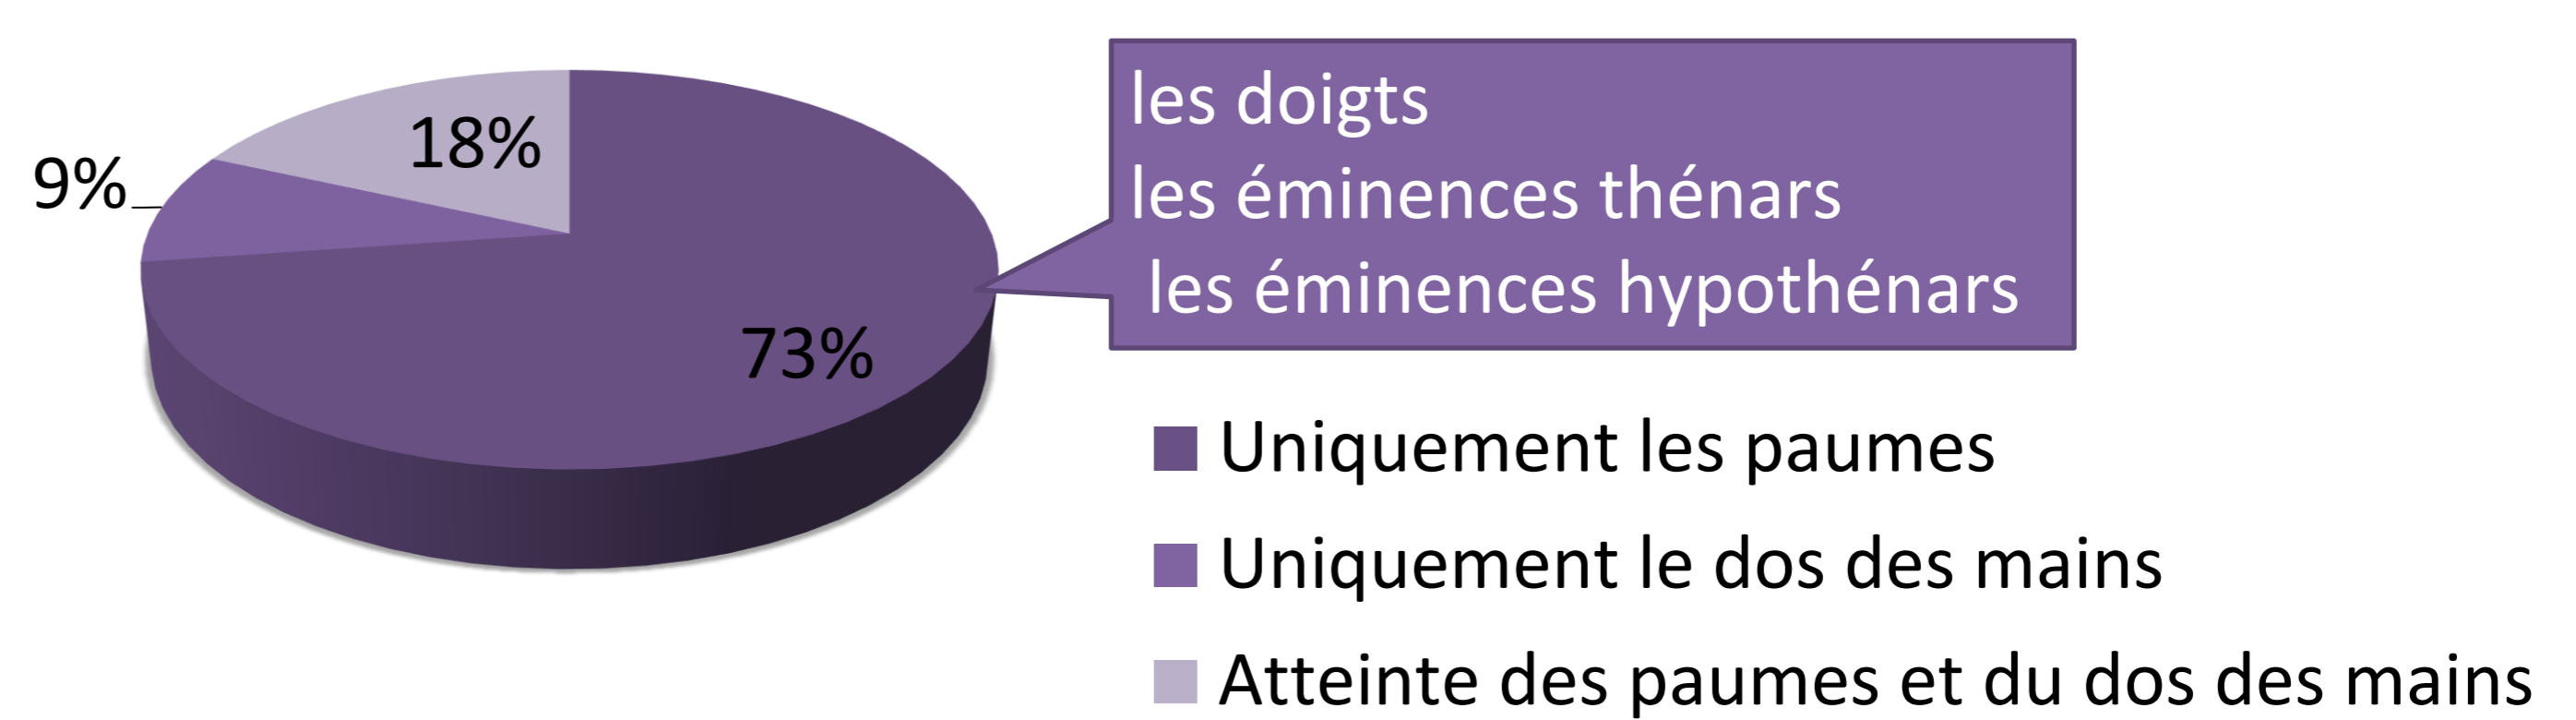 18%
9%
73%
les doigts
les éminences thénars
les éminences hypothénars
Uniquement les paumes
Uniquement le dos des mains
Atteinte des paumes et du dos des mains